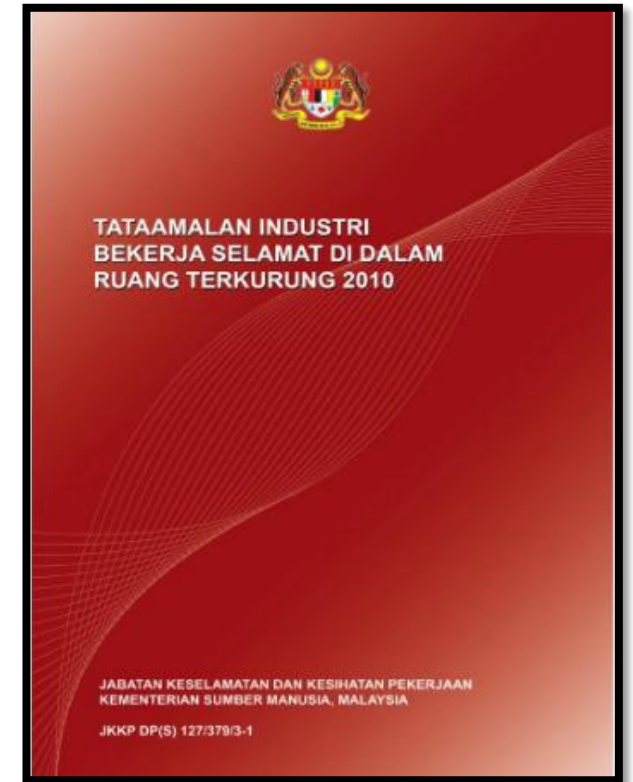 TATAAMALAN INDUSTRI
BEKERJA SELAMAT DI DALAM
RUANG TERKURUNG 2010
JABATAN KESELAMATAN DAN KESIHATAN PEKERJAAN
KEMENTERIAN SUMBER MANUSIA, MALAYSIA
JKKP DP(S) 127/379/3-1